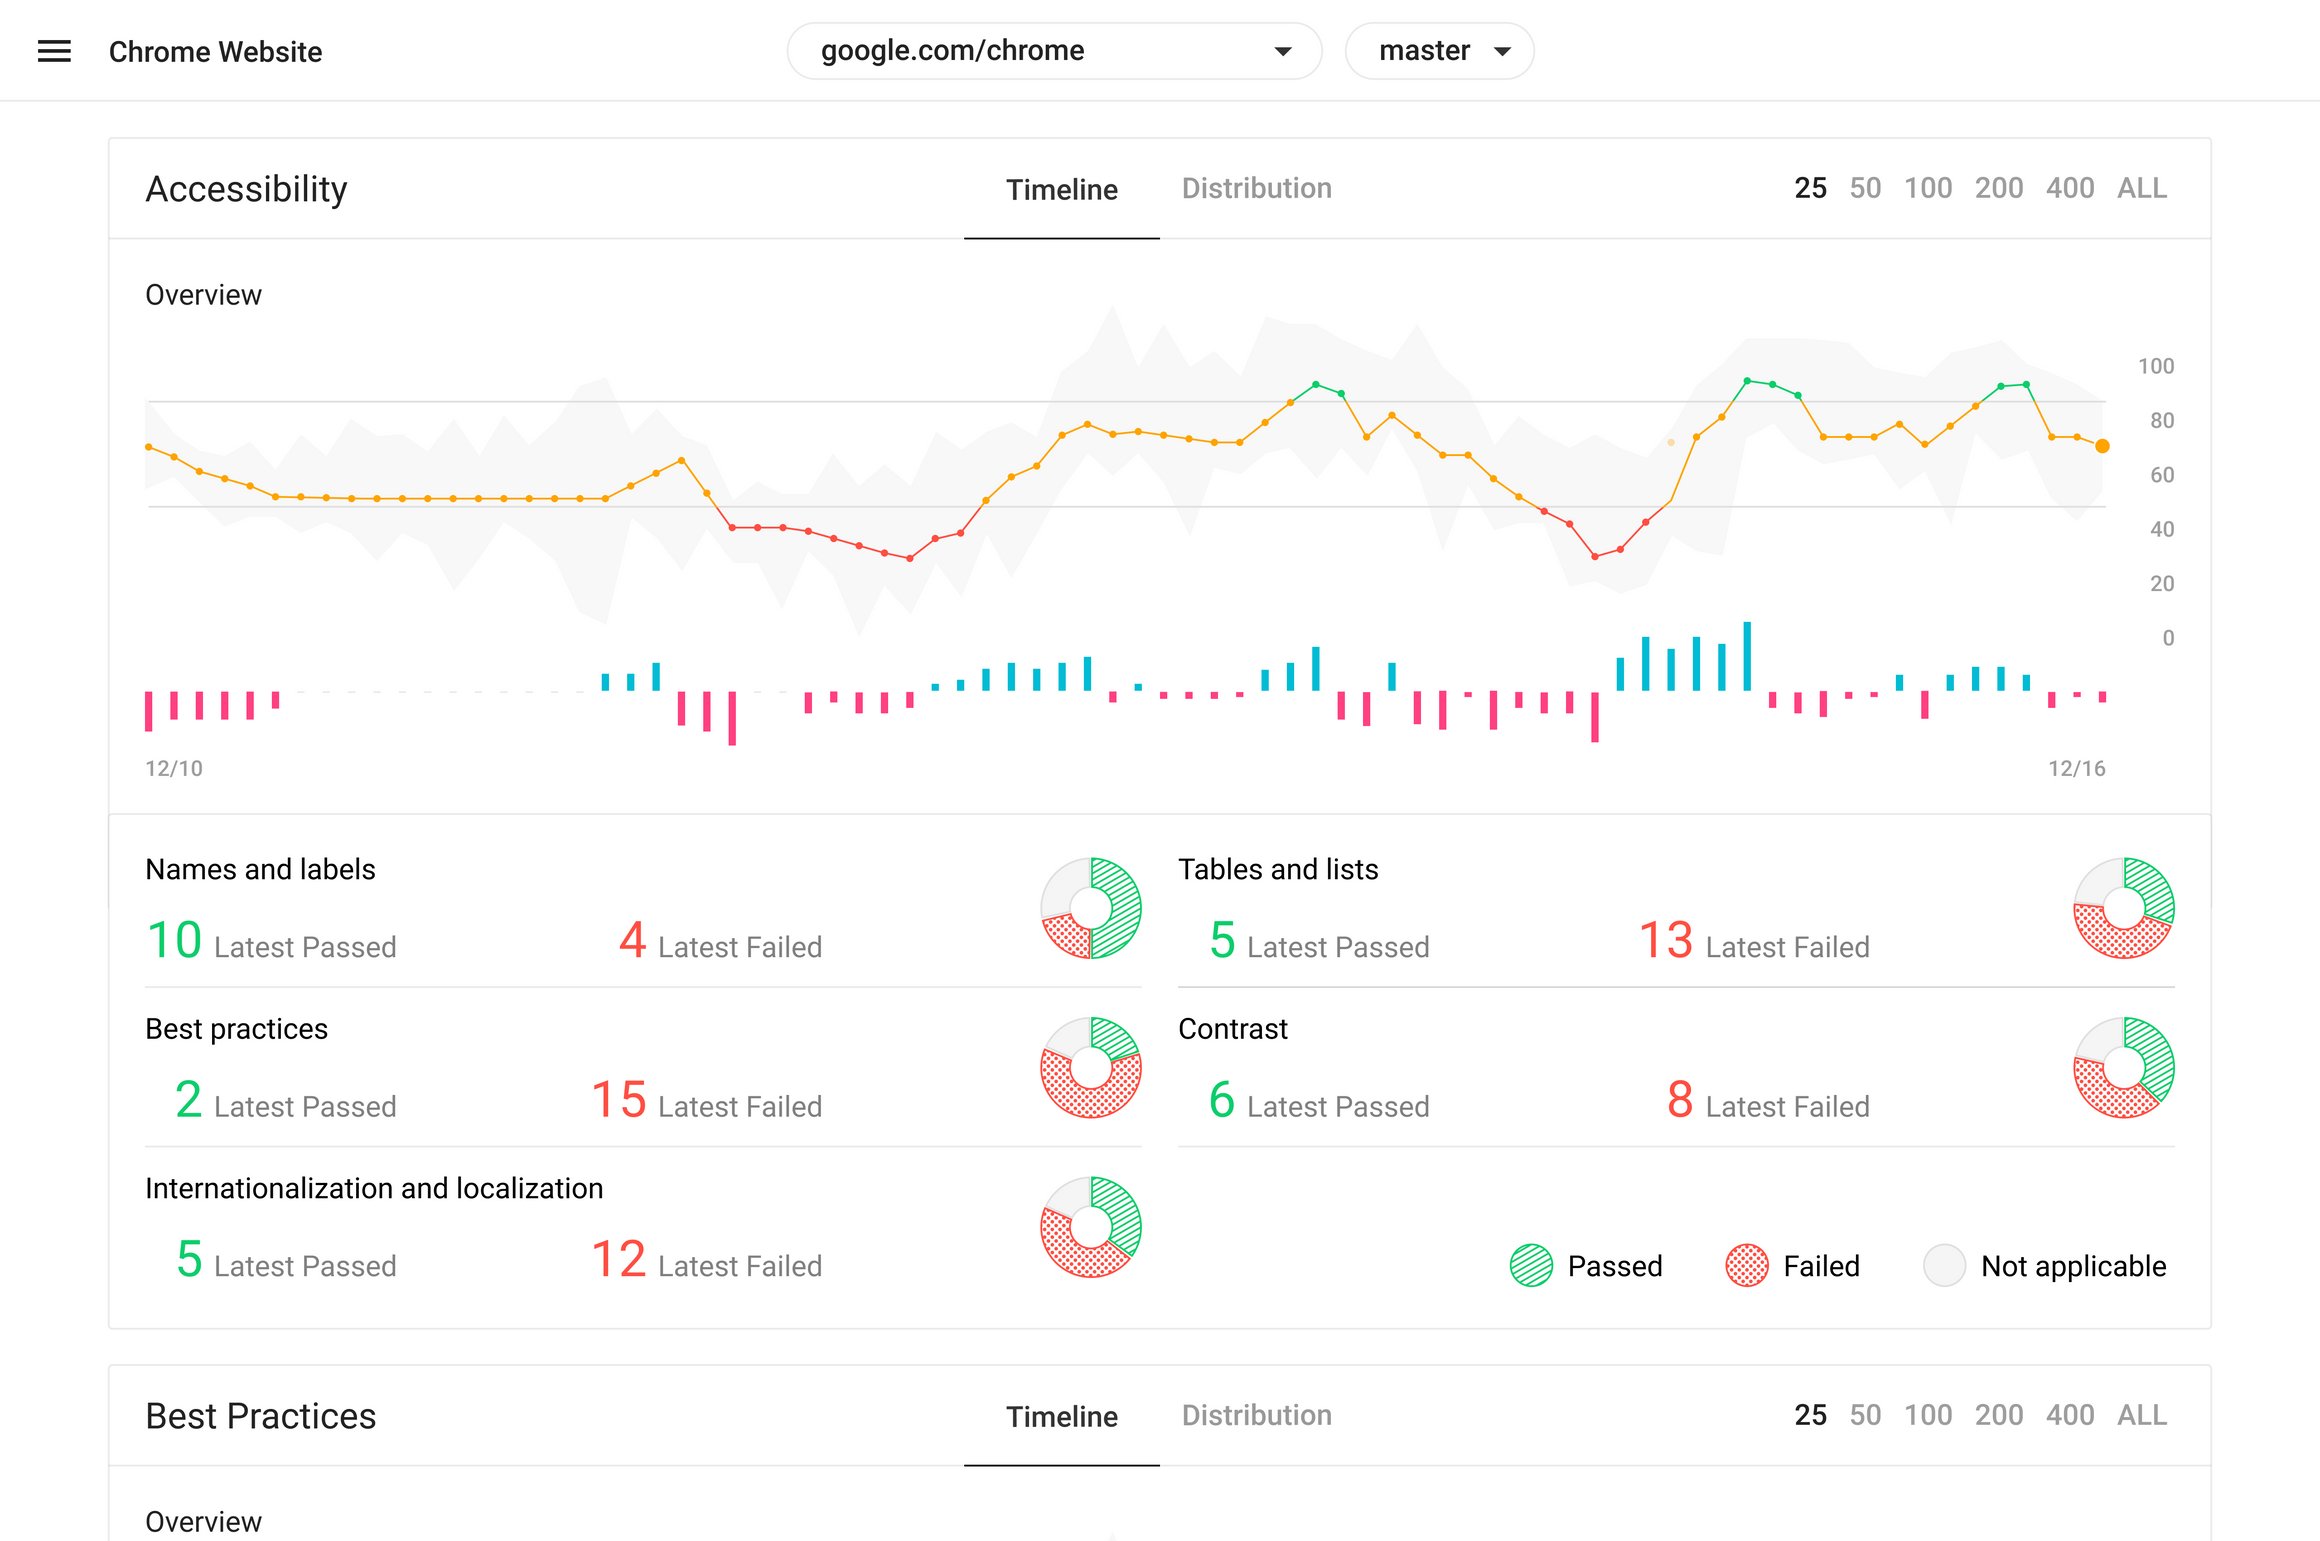 Chrome Website
google.com/chrome
master
Accessibility
Timeline Distribution
25 50 100 200 400 ALL
Overview
100
80
60
40
20
0
12/10
12/16
Names and labels
10 Latest Passed
4 Latest Failed
Tables and lists
5 Latest Passed
13 Latest Failed
Best practices
2 Latest Passed
15 Latest Failed
Contrast
6 Latest Passed
8 Latest Failed
Internationalization and localization
5 Latest Passed
12 Latest Failed
Passed
Failed
Not applicable
Best Practices
Timeline Distribution
25 50 100 200 400 ALL
Overview